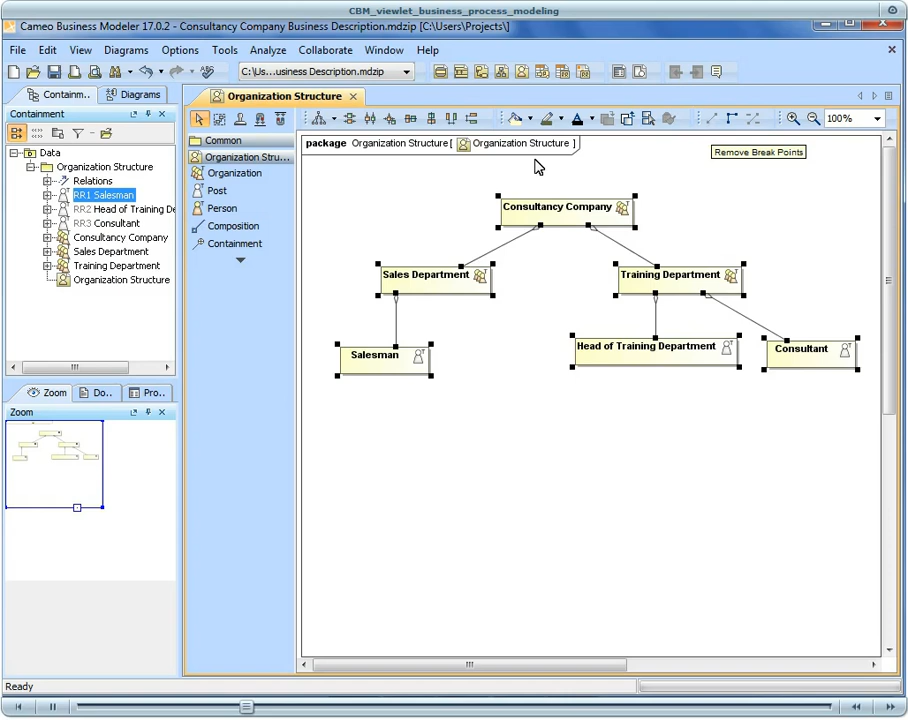 CBM_viewlet_business_process_modeling
Cameo Business Modeler 17.0.2 - Consultancy Company Business Description.mdzip [C:\Users\Projects\]
File Edit View Diagrams Options Tools Analyze Collaborate Window Help
C:\Us...usiness Description.mdzip
Containm.. Diagrams
Containment
Data
Organization Structure
Relations
RR1 Salesman
RR2 Head of Training De
RR3 Consultant
Consultancy Company
Sales Department
Training Department
Organization Structure
Zoom Do... Pro...
Zoom
Organization Structure
100%
Common
Organization Stru...
Organization
Post
Person
Composition
Containment
package Organization Structure [ Organization Structure ]
Remove Break Points
Consultancy Company
Sales Department
Training Department
Salesman
Head of Training Department
Consultant
Ready